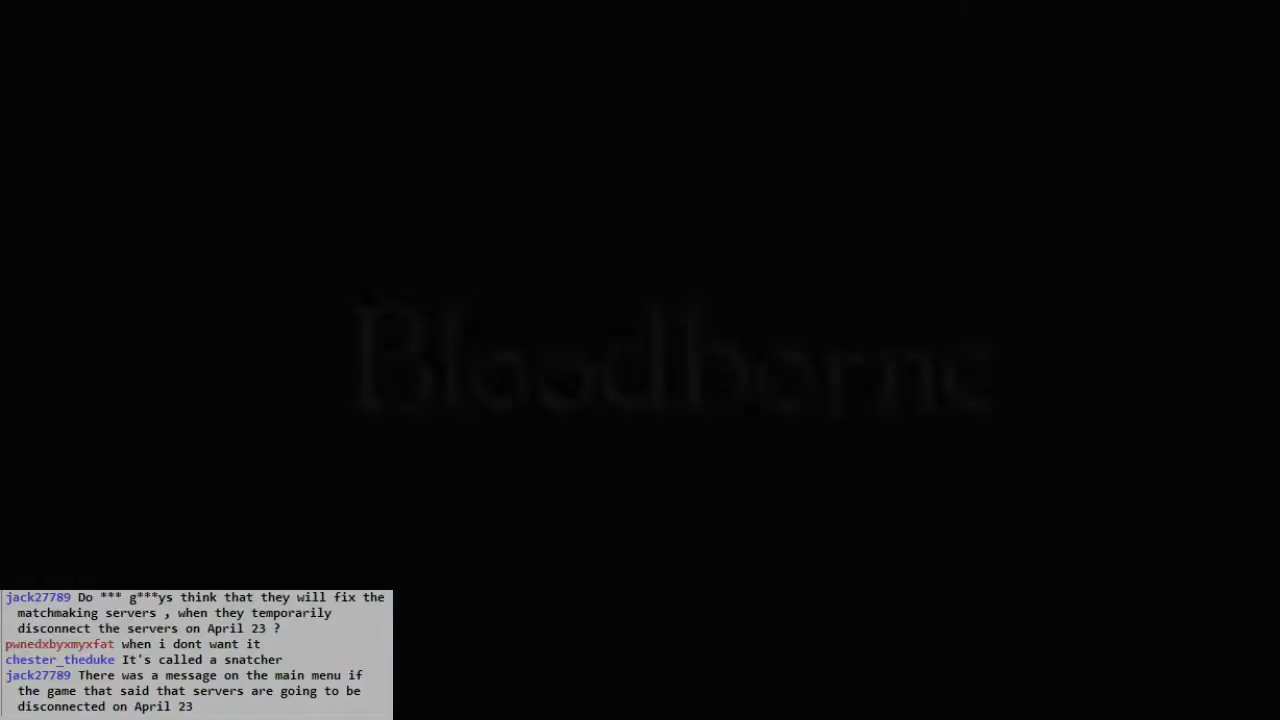 Bloodborne
jack27789 Do *** g***ys think that they will fix the
matchmaking servers , when they temporarily
disconnect the servers on April 23 ?
pwnedxbyxmyxfat when i dont want it
chester_theduke It's called a snatcher
jack27789 There was a message on the main menu if
the game that said that servers are going to be
disconnected on April 23